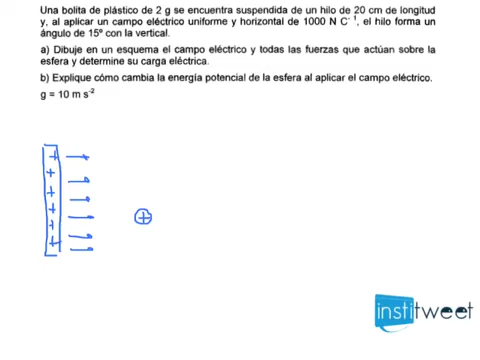 Una bolita de plástico de 2 g se encuentra suspendida de un hilo de 20 cm de longitud
y, al aplicar un campo eléctrico uniforme y horizontal de 1000 N C⁻¹, el hilo forma un
ángulo de 15º con la vertical.
a) Dibuje en un esquema el campo eléctrico y todas las fuerzas que actúan sobre la
esfera y determine su carga eléctrica.
b) Explique cómo cambia la energía potencial de la esfera al aplicar el campo eléctrico.
g = 10 m s⁻²
+
+
+
+
+
+
+
institweet